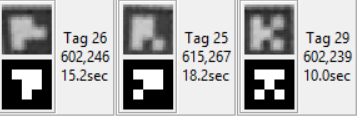 Tag 26
602,246
15.2sec
Tag 25
615,267
18.2sec
Tag 29
602,239
10.0sec